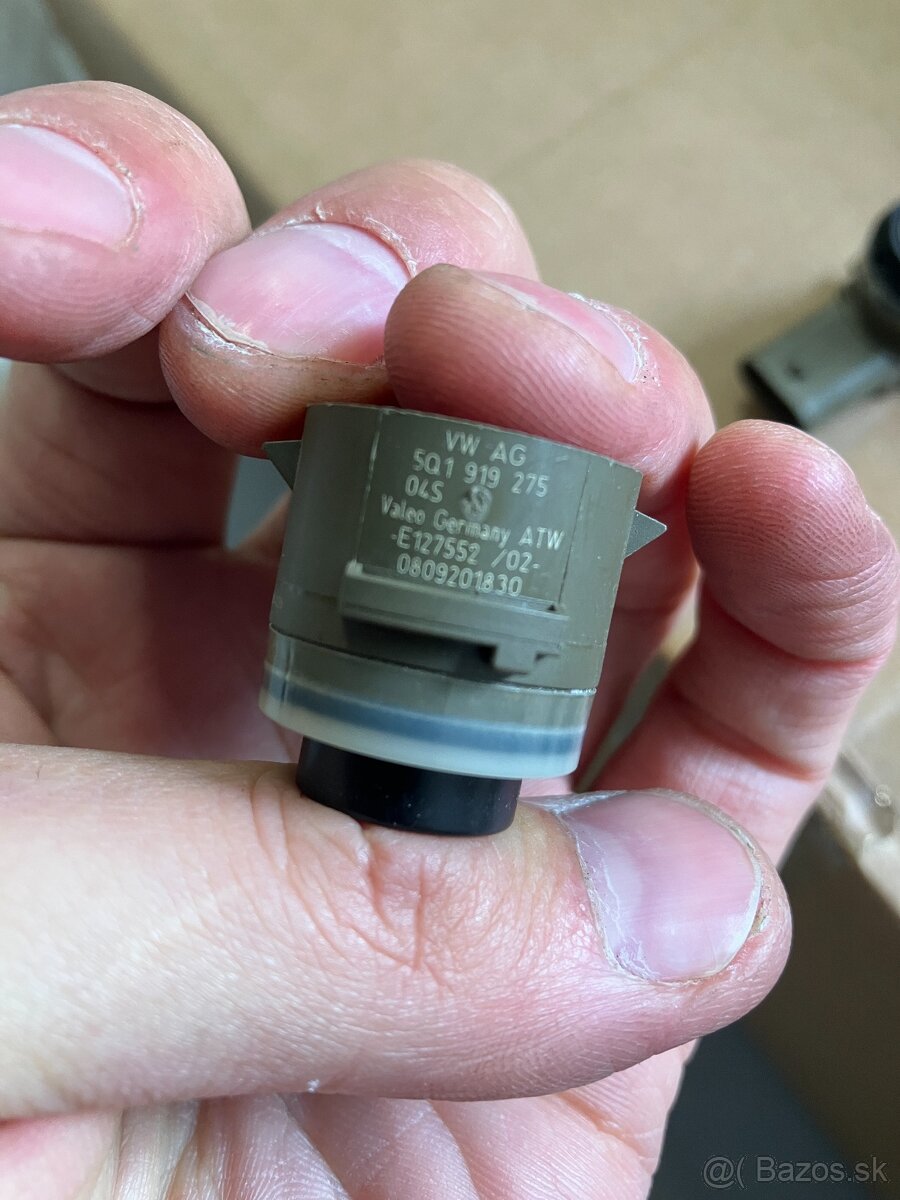 VW AG
5Q1 919 275
04S
Valeo Germany ATW
-E127552 /02-
0809201830
@( Bazos.sk